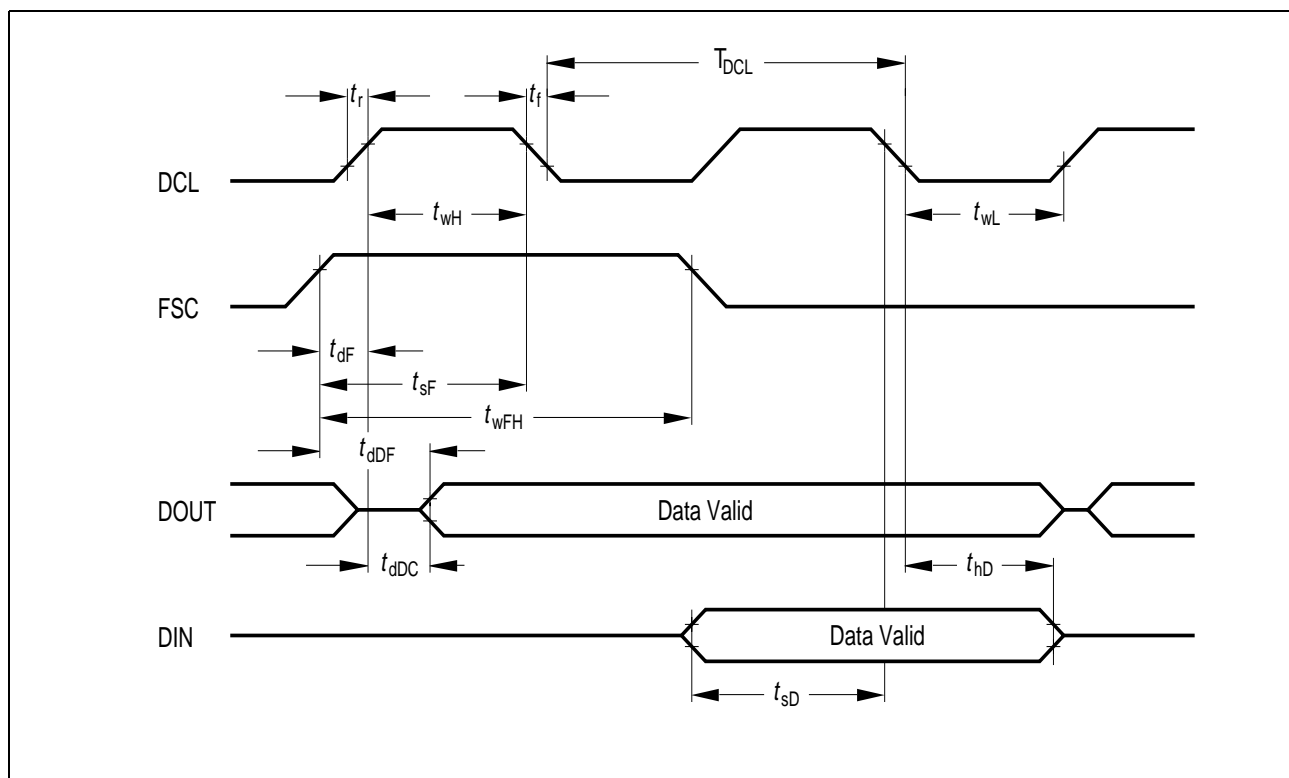 T_DCL
t_r
t_f
DCL
t_wH
t_wL
FSC
t_dF
t_sF
t_wFH
t_dDF
DOUT
Data Valid
t_dDC
t_hD
DIN
Data Valid
t_sD